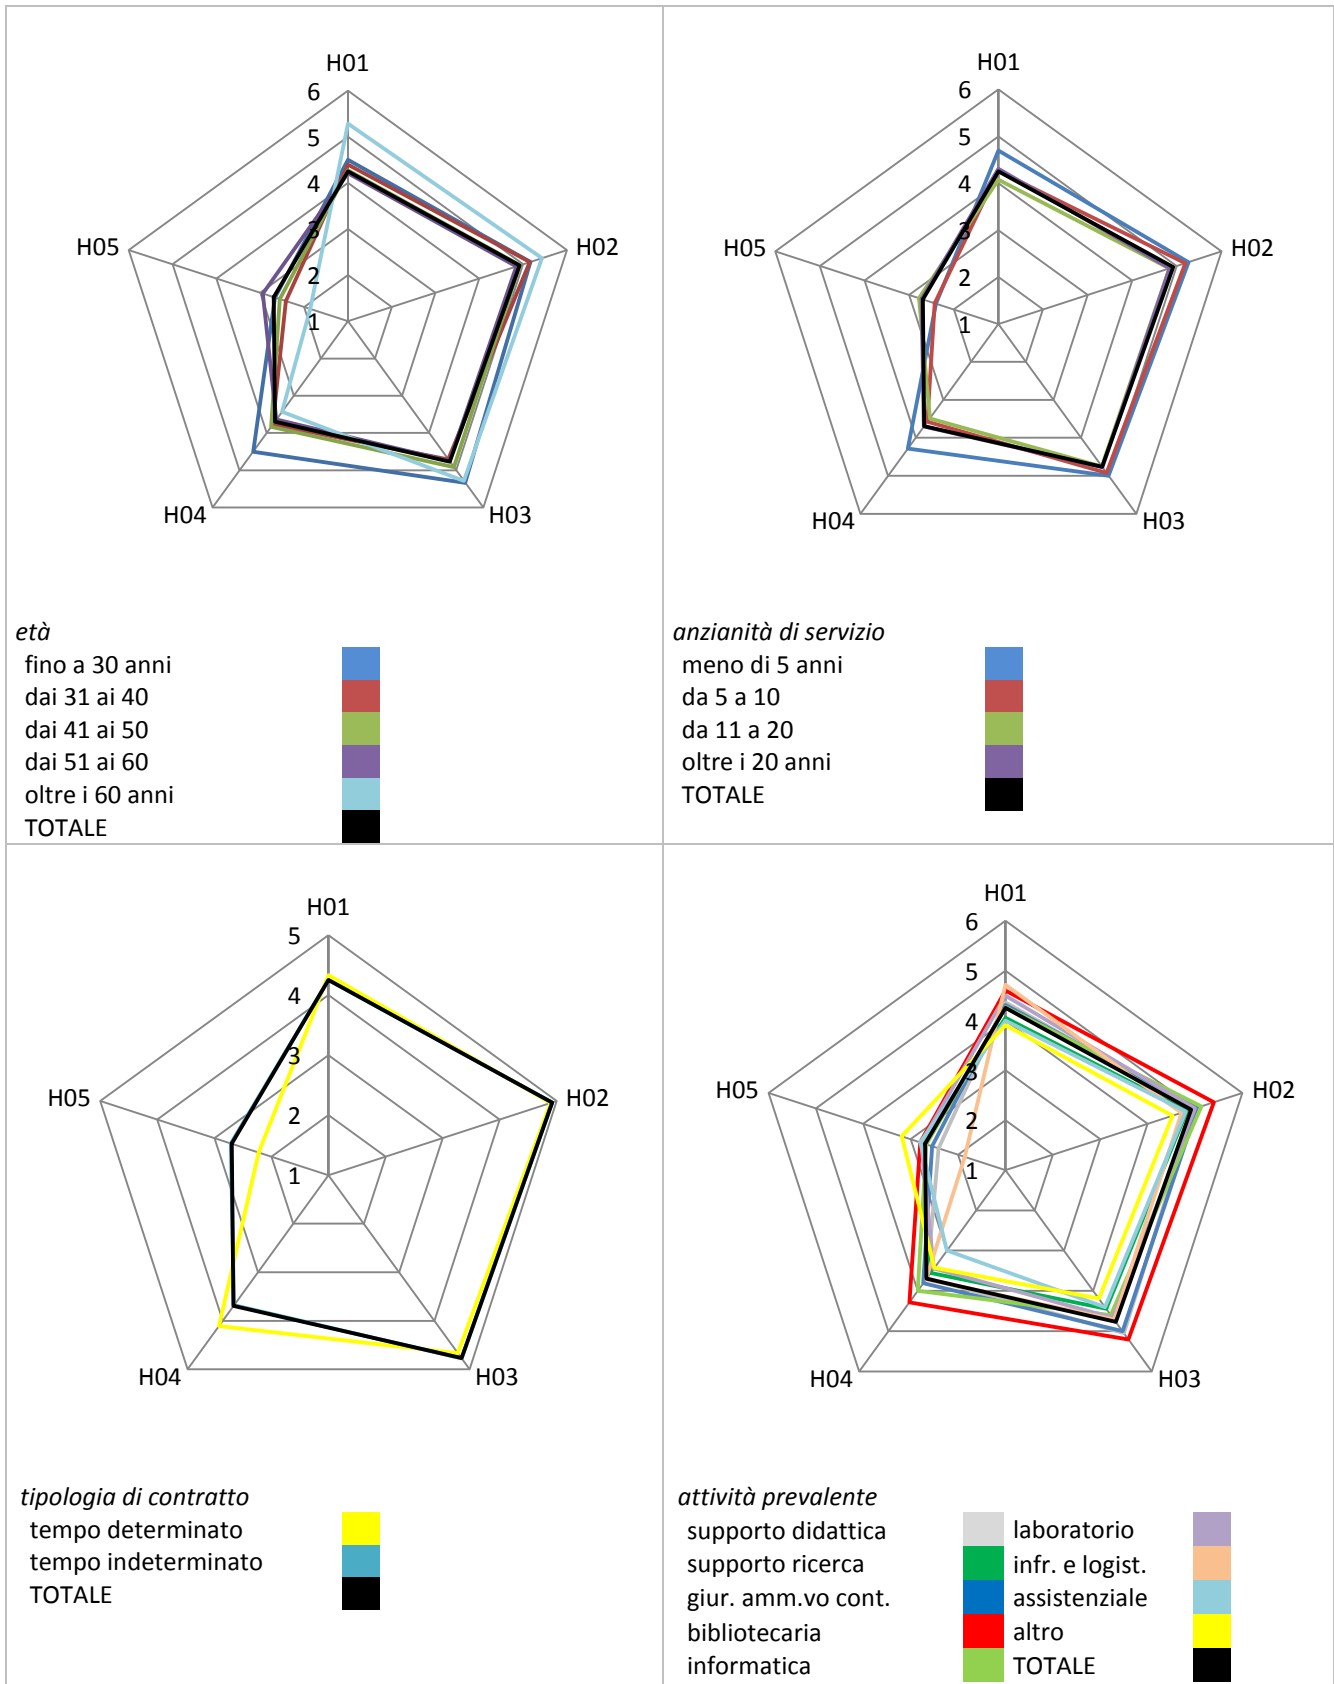 H01
6
5
4
3
2
1
H02
H03
H04
H05
età
fino a 30 anni
dai 31 ai 40
dai 41 ai 50
dai 51 ai 60
oltre i 60 anni
TOTALE
H01
6
5
4
3
2
1
H02
H03
H04
H05
anzianità di servizio
meno di 5 anni
da 5 a 10
da 11 a 20
oltre i 20 anni
TOTALE
H01
5
4
3
2
1
H02
H03
H04
H05
tipologia di contratto
tempo determinato
tempo indeterminato
TOTALE
H01
6
5
4
3
2
1
H02
H03
H04
H05
attività prevalente
supporto didattica laboratorio
supporto ricerca infr. e logist.
giur. amm.vo cont. assistenziale
bibliotecaria altro
informatica TOTALE